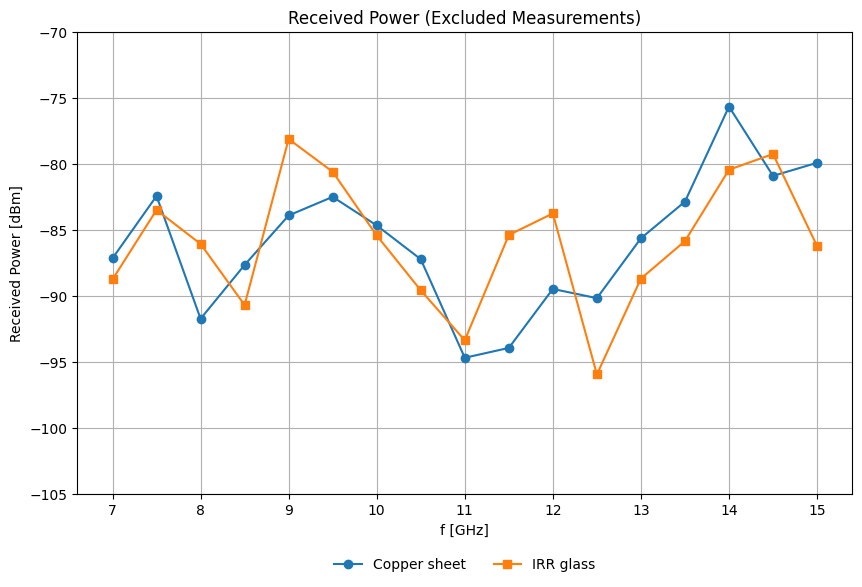 Received Power (Excluded Measurements)
−70
−75
−80
−85
−90
−95
−100
−105
Received Power [dBm]
7 8 9 10 11 12 13 14 15
f [GHz]
Copper sheet IRR glass